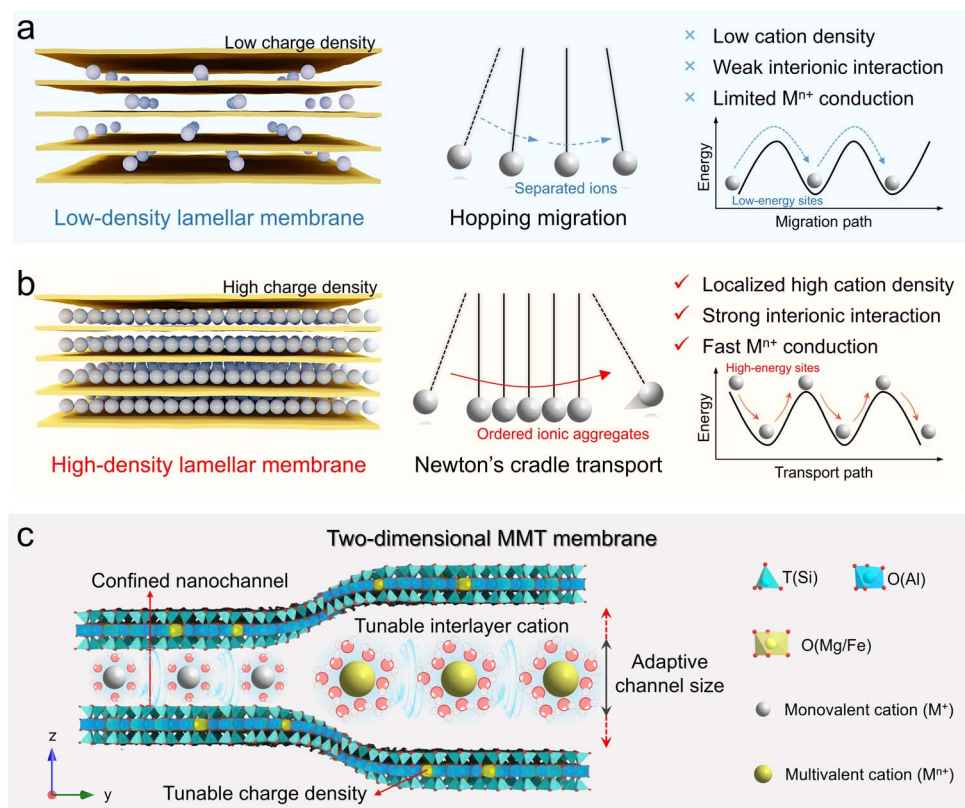 a
Low charge density
Low-density lamellar membrane
Separated ions
Hopping migration
× Low cation density
× Weak interionic interaction
× Limited Mⁿ⁺ conduction
Energy
Low-energy sites
Migration path
b
High charge density
High-density lamellar membrane
Ordered ionic aggregates
Newton's cradle transport
✓ Localized high cation density
✓ Strong interionic interaction
✓ Fast Mⁿ⁺ conduction
High-energy sites
Energy
Transport path
c
Two-dimensional MMT membrane
Confined nanochannel
Tunable interlayer cation
Adaptive
channel size
Tunable charge density
z
y
T(Si)
O(Al)
O(Mg/Fe)
Monovalent cation (M⁺)
Multivalent cation (Mⁿ⁺)